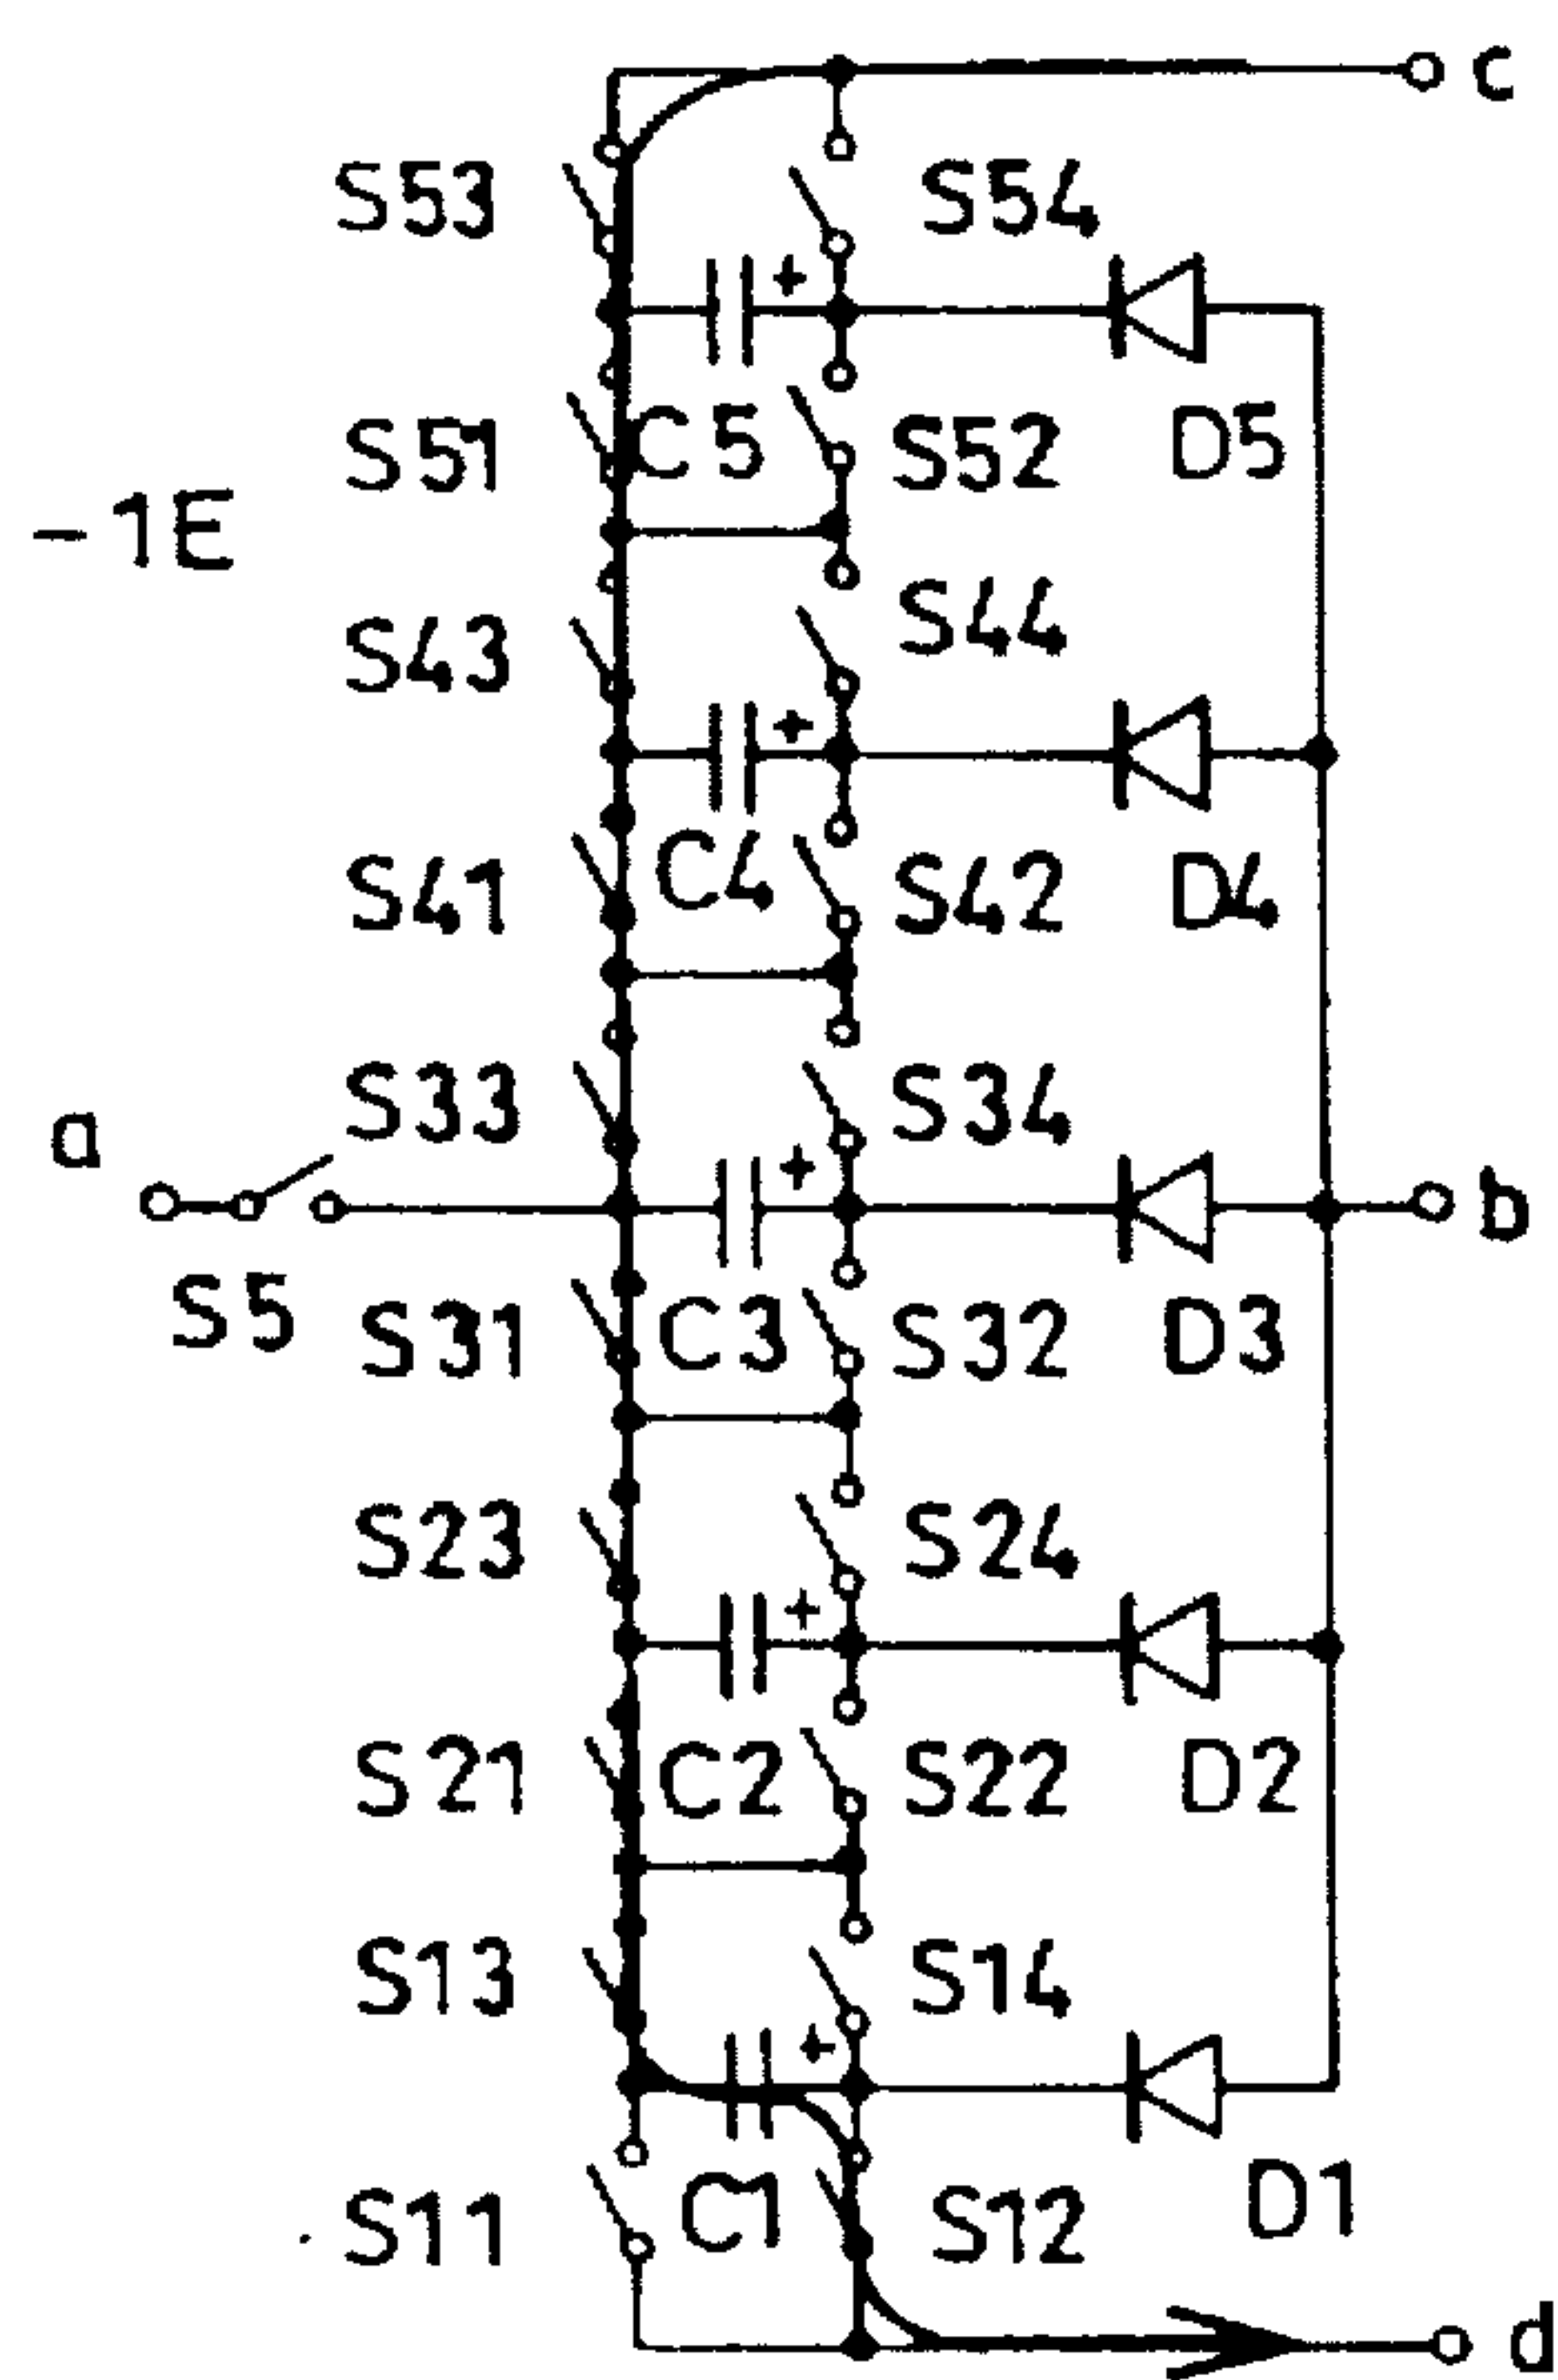 c
S53 S54
+
S51 C5 S52 D5
-1E
S44
S43
+
S41 C4 S42 D4
a S33 S34
+
b
S5 S31 C3 S32 D3
S23 S24
+
S21 C2 S22 D2
S13 S14
+
S11 C1 S12 D1
d